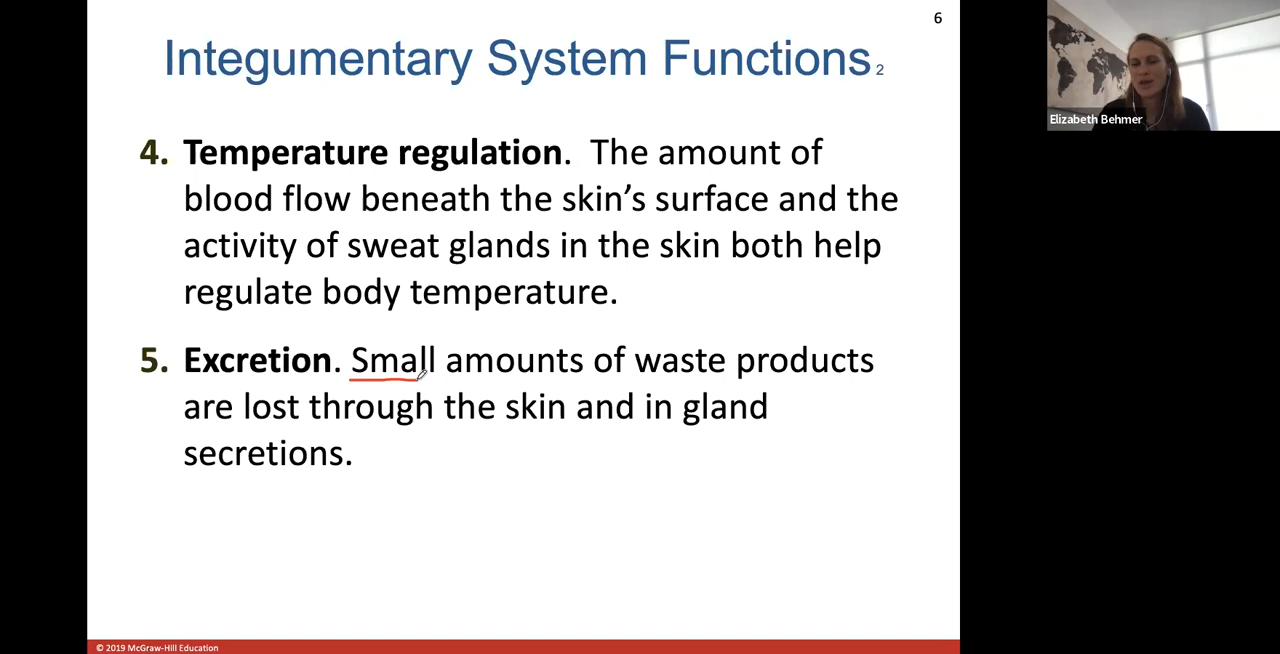 6
Integumentary System Functions 2
4. Temperature regulation. The amount of
blood flow beneath the skin’s surface and the
activity of sweat glands in the skin both help
regulate body temperature.
5. Excretion. Small amounts of waste products
are lost through the skin and in gland
secretions.
© 2019 McGraw-Hill Education
Elizabeth Behmer